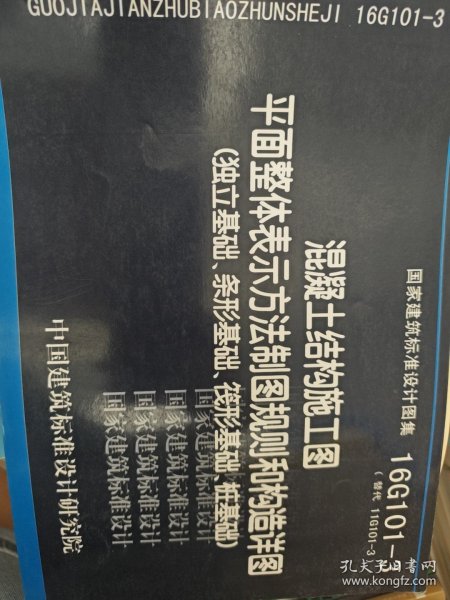 GUOJIAJIANZHUBIAOZHUNSHEJI 16G101-3
国家建筑标准设计图集 16G101-3
(替代 11G101-3)
混凝土结构施工图
平面整体表示方法制图规则和构造详图
(独立基础、条形基础、筏形基础、桩基础)
国家建筑标准设计
国家建筑标准设计
国家建筑标准设计
国家建筑标准设计
中国建筑标准设计研究院
孔夫子旧书网
www.kongfz.com